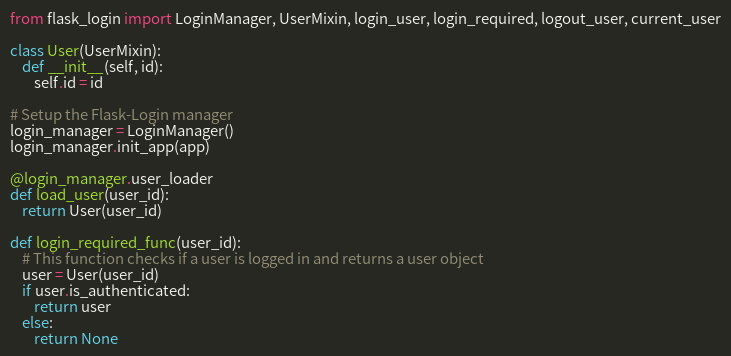 from flask_login import LoginManager, UserMixin, login_user, login_required, logout_user, current_user

class User(UserMixin):
    def __init__(self, id):
        self.id = id

# Setup the Flask-Login manager
login_manager = LoginManager()
login_manager.init_app(app)

@login_manager.user_loader
def load_user(user_id):
    return User(user_id)

def login_required_func(user_id):
    # This function checks if a user is logged in and returns a user object
    user = User(user_id)
    if user.is_authenticated:
        return user
    else:
        return None